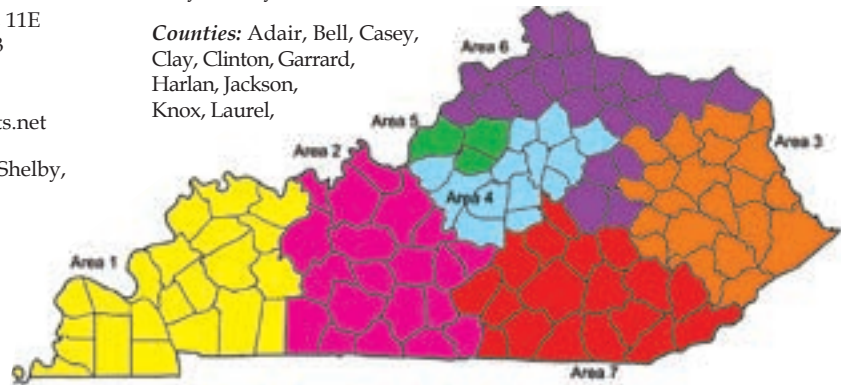 11E
ts.net
Shelby,
Counties: Adair, Bell, Casey,
Clay, Clinton, Garrard,
Harlan, Jackson,
Knox, Laurel,
Area 6
Area 5
Area 2
Area 3
Area 4
Area 1
Area 7